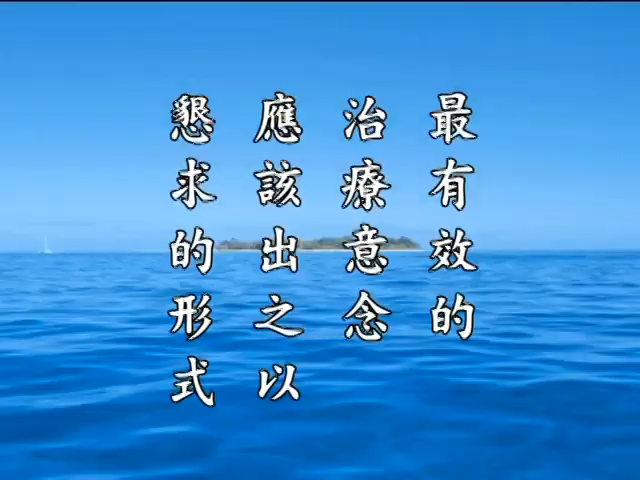 最有效的
治療意念
應該出之以
懇求的形式